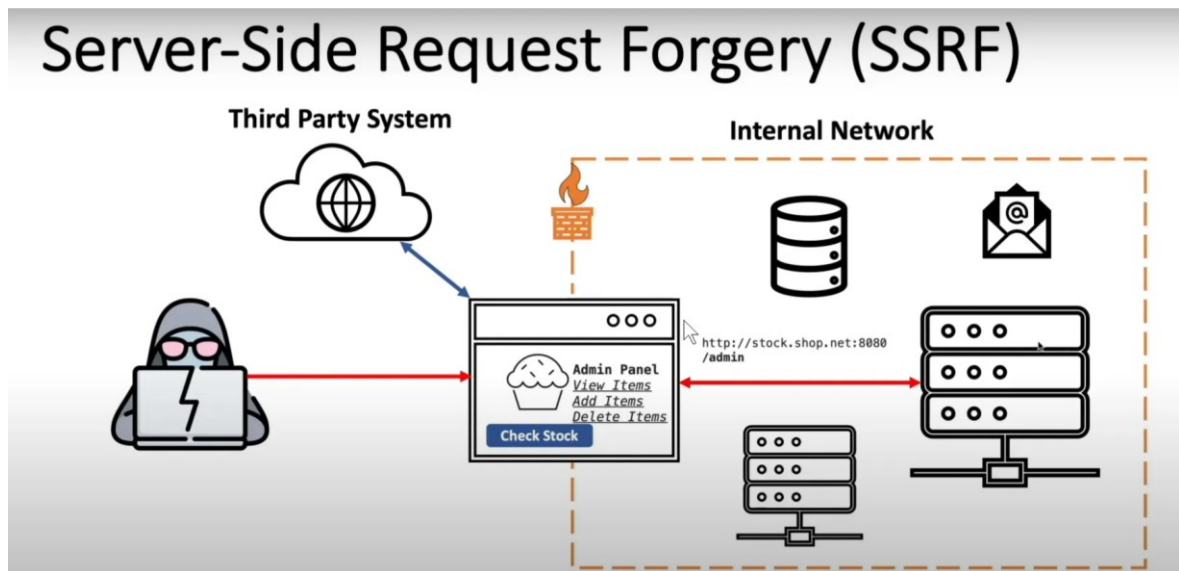 Server-Side Request Forgery (SSRF)
Third Party System
Internal Network
@
http://stock.shop.net:8080
/admin
Admin Panel
View Items
Add Items
Delete Items
Check Stock